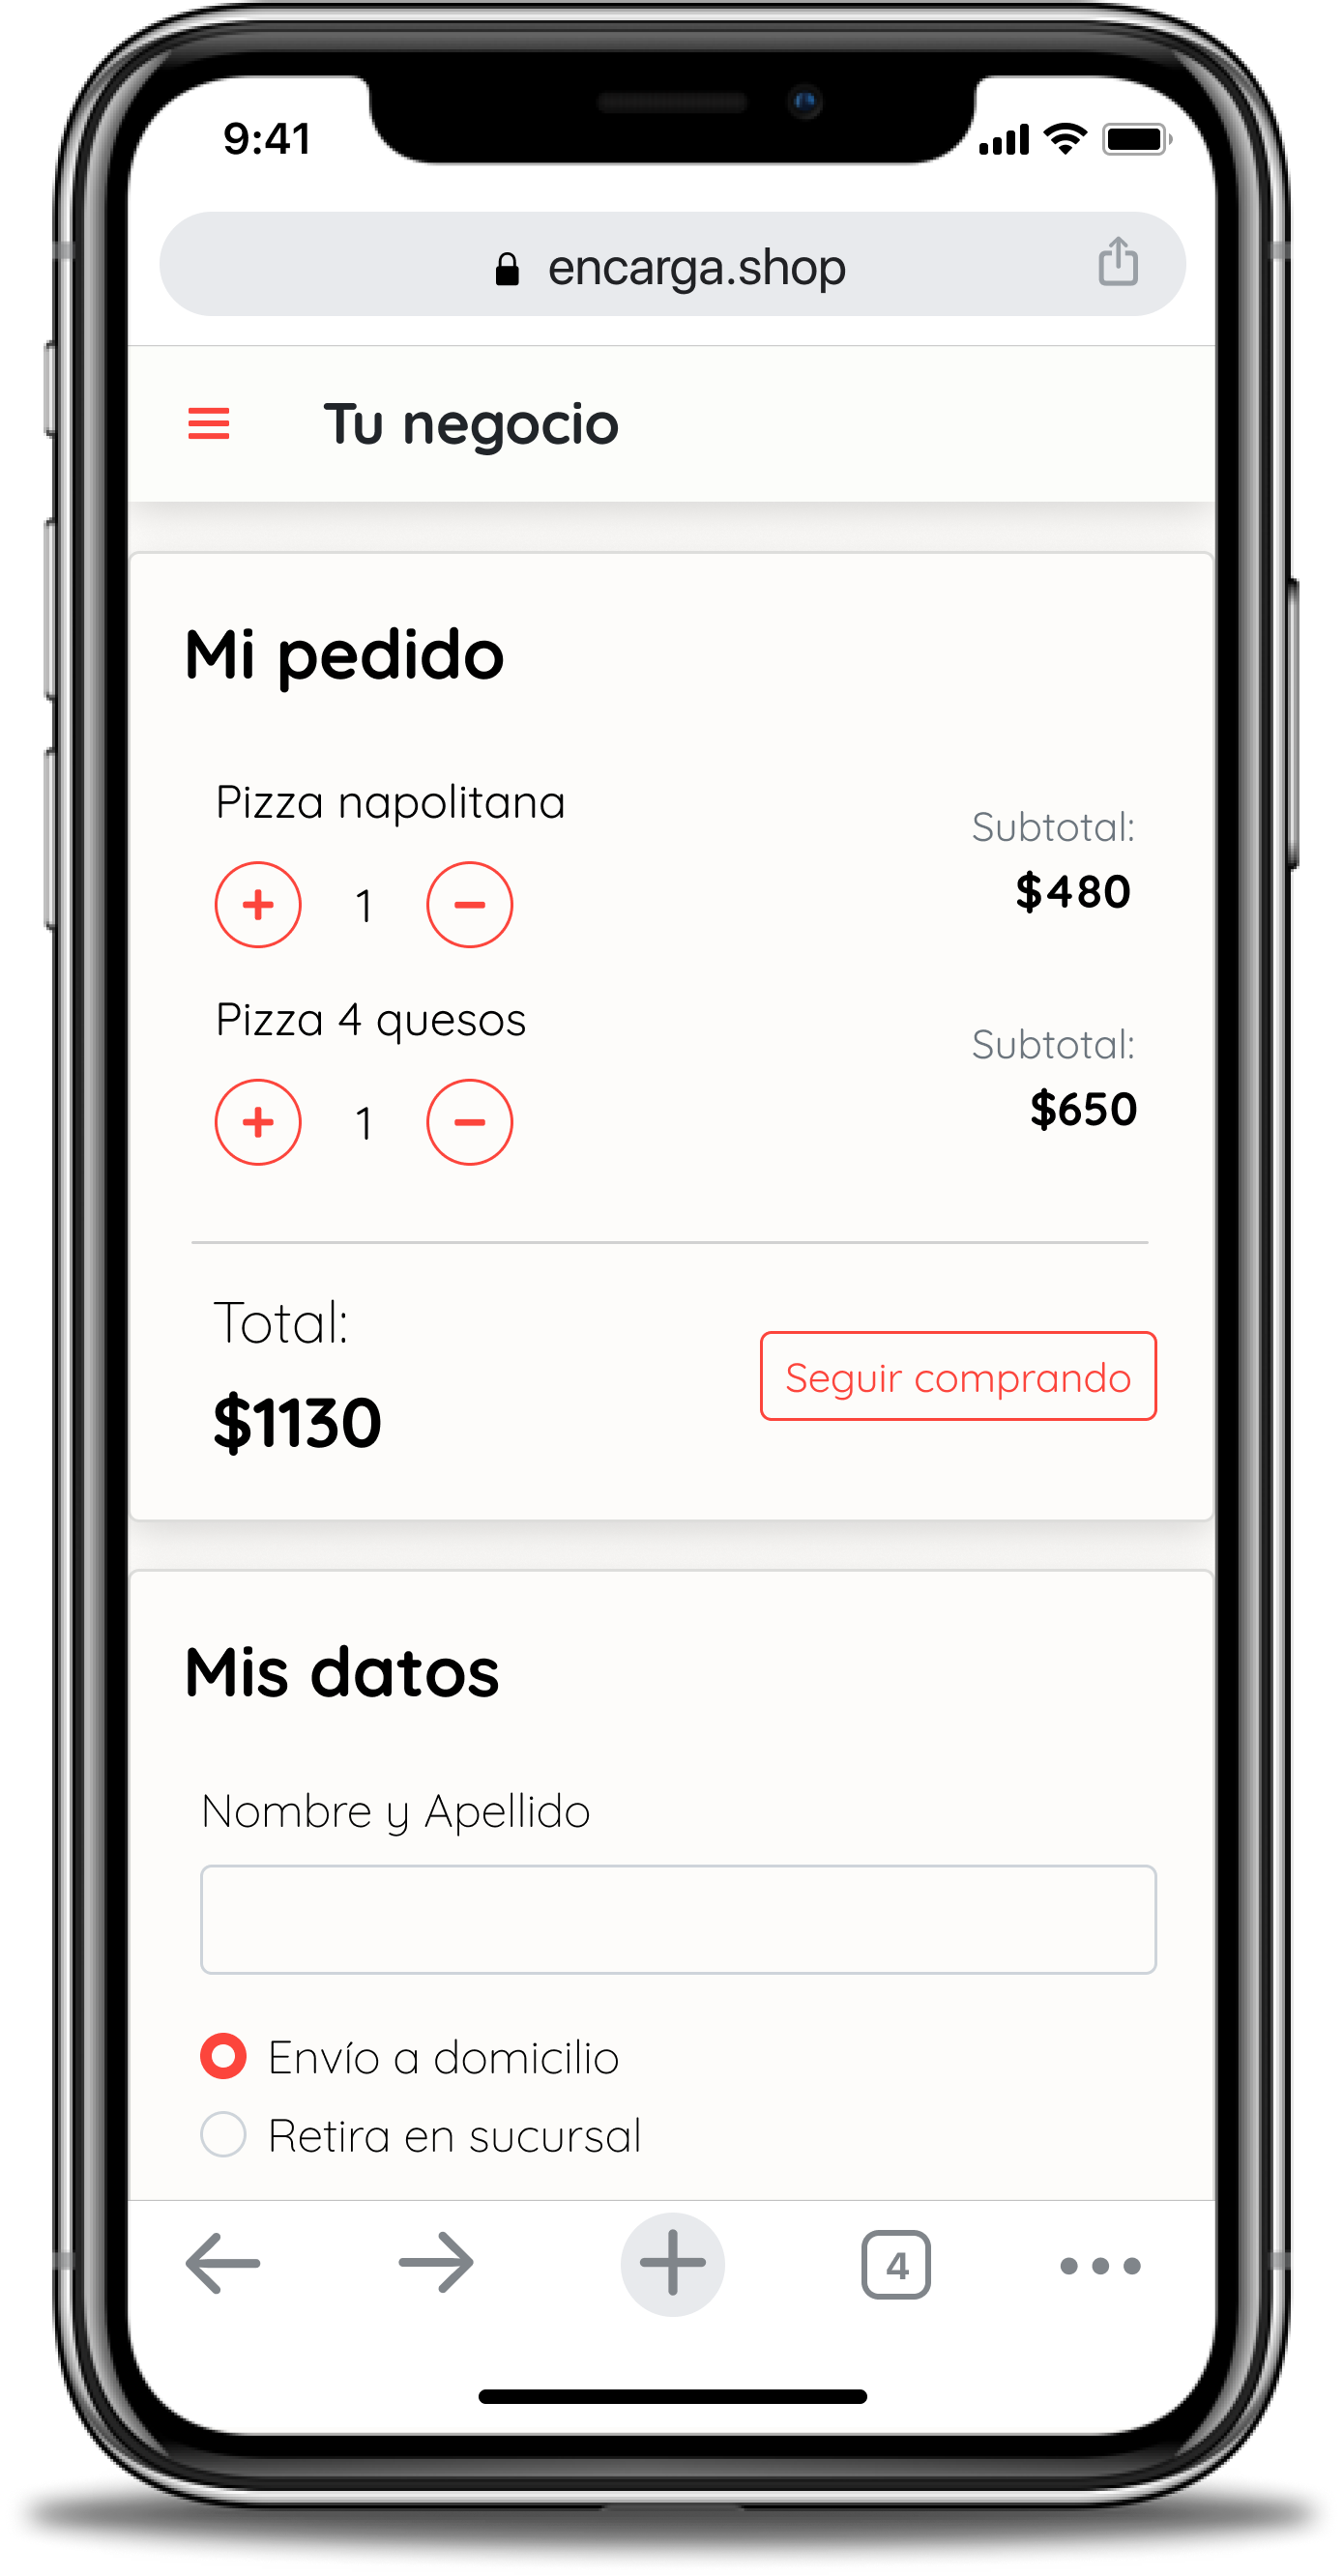 9:41
encarga.shop
Tu negocio
Mi pedido
Pizza napolitana
Subtotal:
1
$480
Pizza 4 quesos
Subtotal:
1
$650
Total:
$1130
Seguir comprando
Mis datos
Nombre y Apellido
Envío a domicilio
Retira en sucursal
4